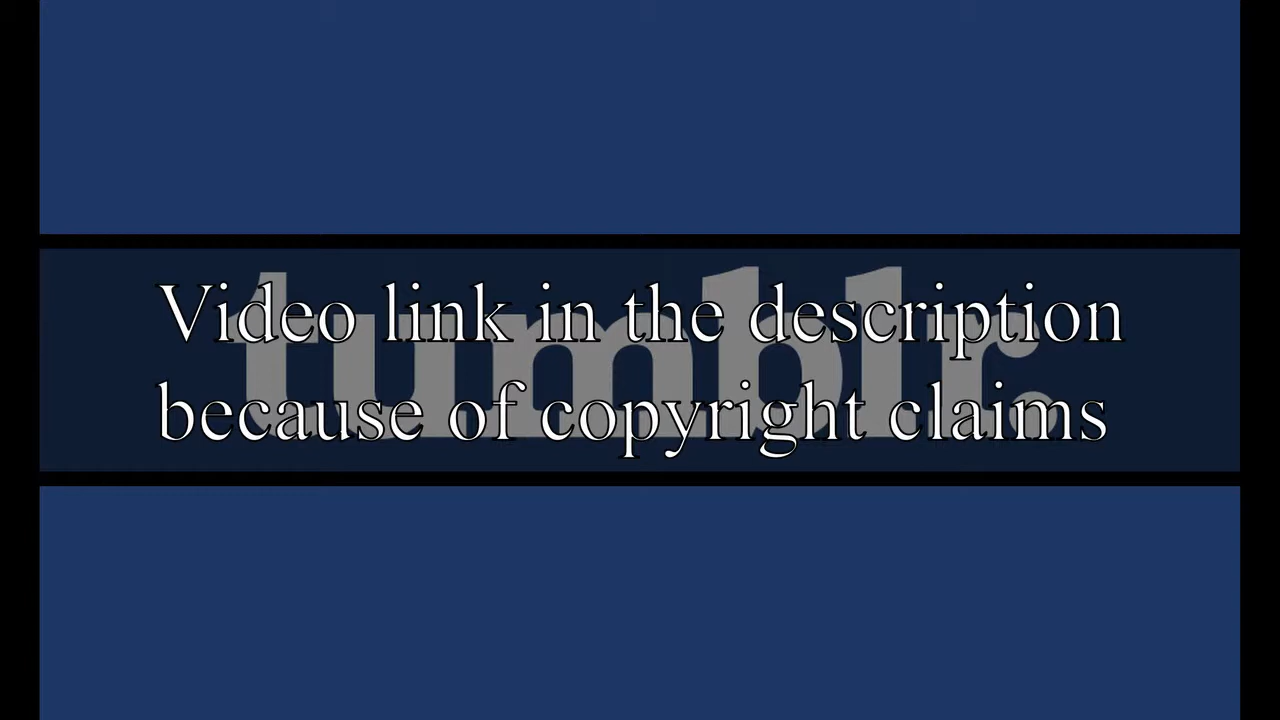 tumblr.
Video link in the description
because of copyright claims